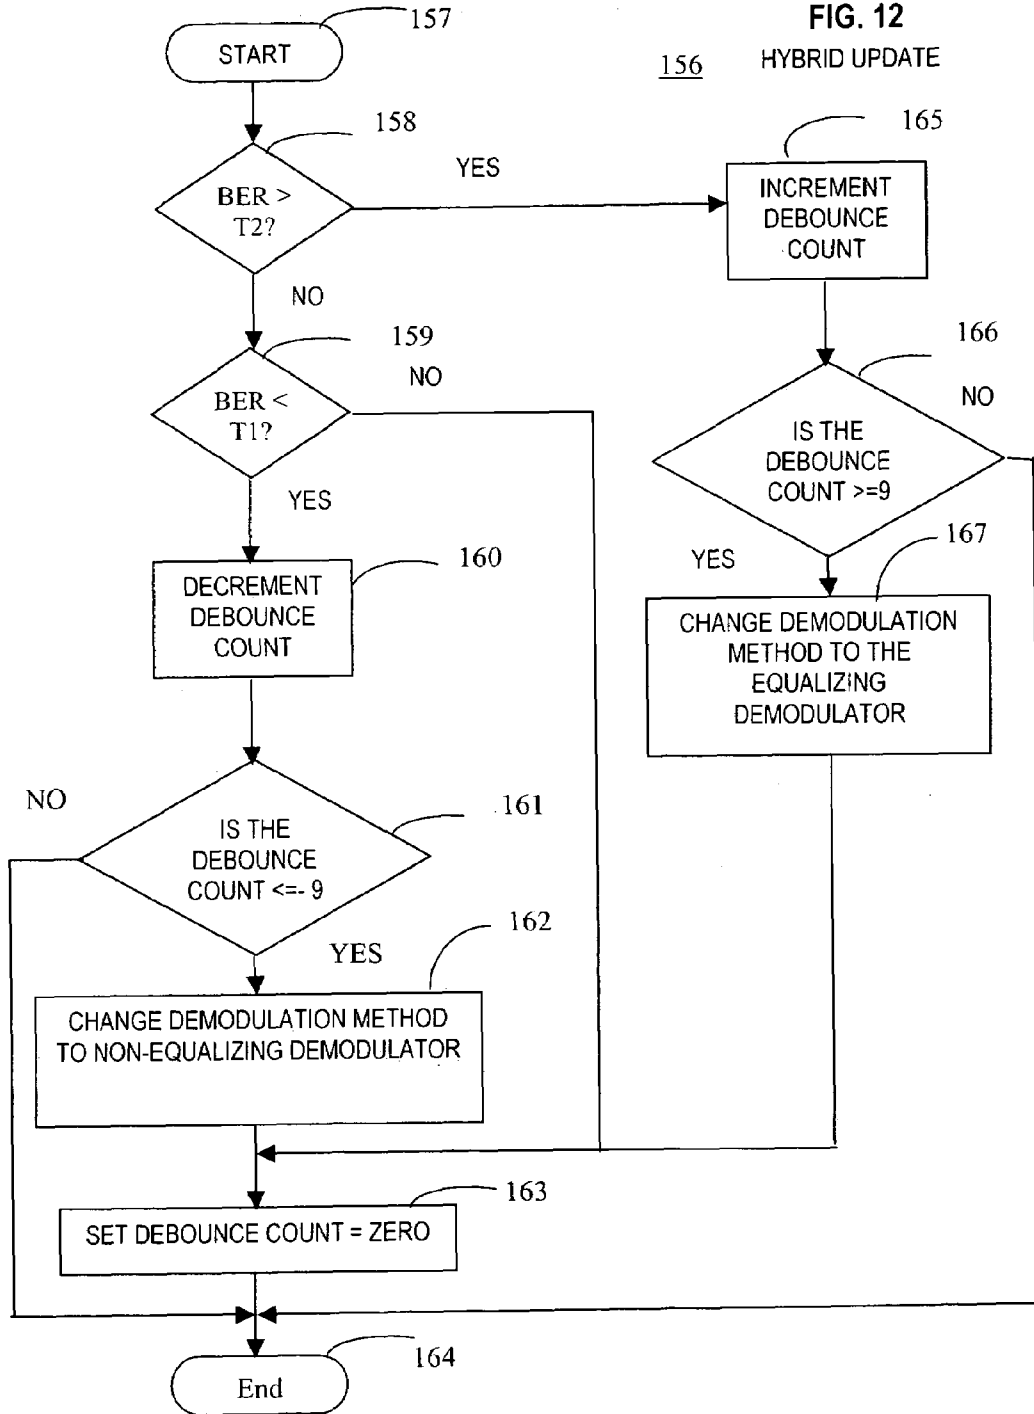 FIG. 12
HYBRID UPDATE
156
157
START
158
BER >
T2?
YES
NO
165
INCREMENT
DEBOUNCE
COUNT
159
BER <
T1?
NO
YES
166
IS THE
DEBOUNCE
COUNT >=9
NO
YES
160
DECREMENT
DEBOUNCE
COUNT
167
CHANGE DEMODULATION
METHOD TO THE
EQUALIZING
DEMODULATOR
161
IS THE
DEBOUNCE
COUNT <=- 9
NO
YES
162
CHANGE DEMODULATION METHOD
TO NON-EQUALIZING DEMODULATOR
163
SET DEBOUNCE COUNT = ZERO
164
End